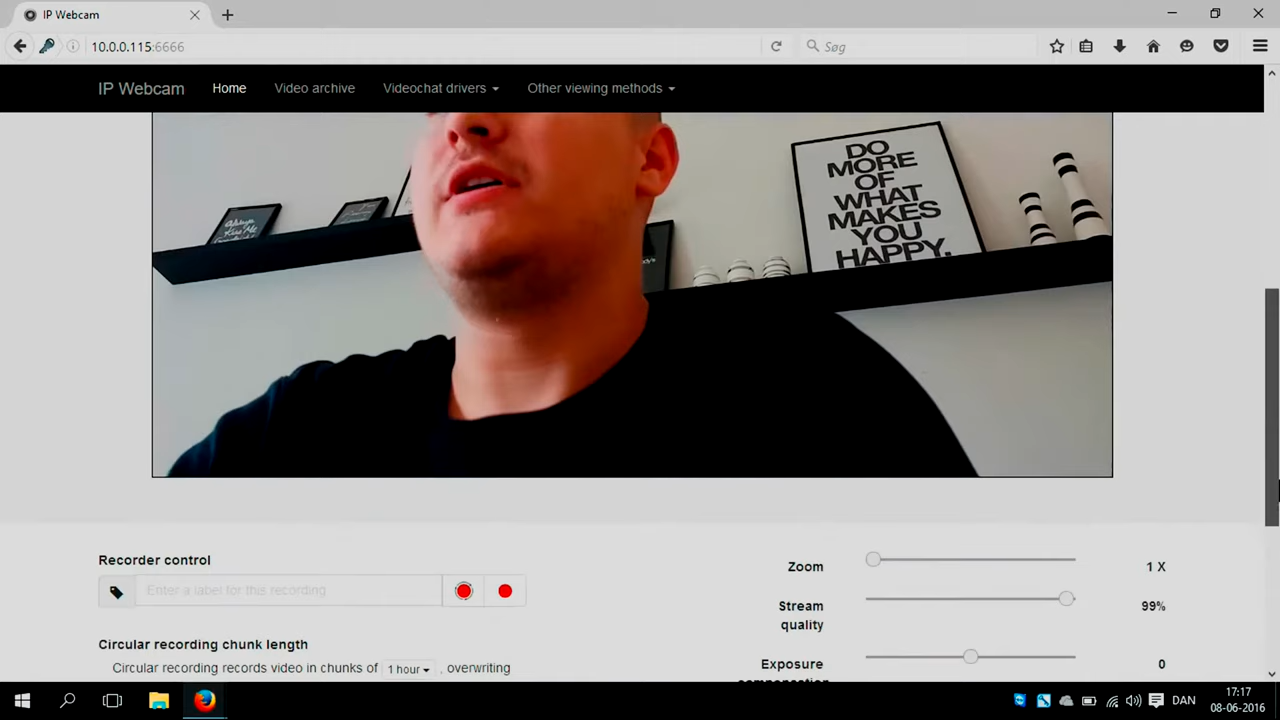 IP Webcam
10.0.0.115:6666
Søg
IP Webcam Home Video archive Videochat drivers Other viewing methods
DO
MORE
OF
WHAT
MAKES
YOU
HAPPY.
Recorder control
Enter a label for this recording
Circular recording chunk length
Circular recording records video in chunks of 1 hour , overwriting
Zoom 1 X
Stream
quality 99%
Exposure
compensation 0
DAN
17:17
08-06-2016